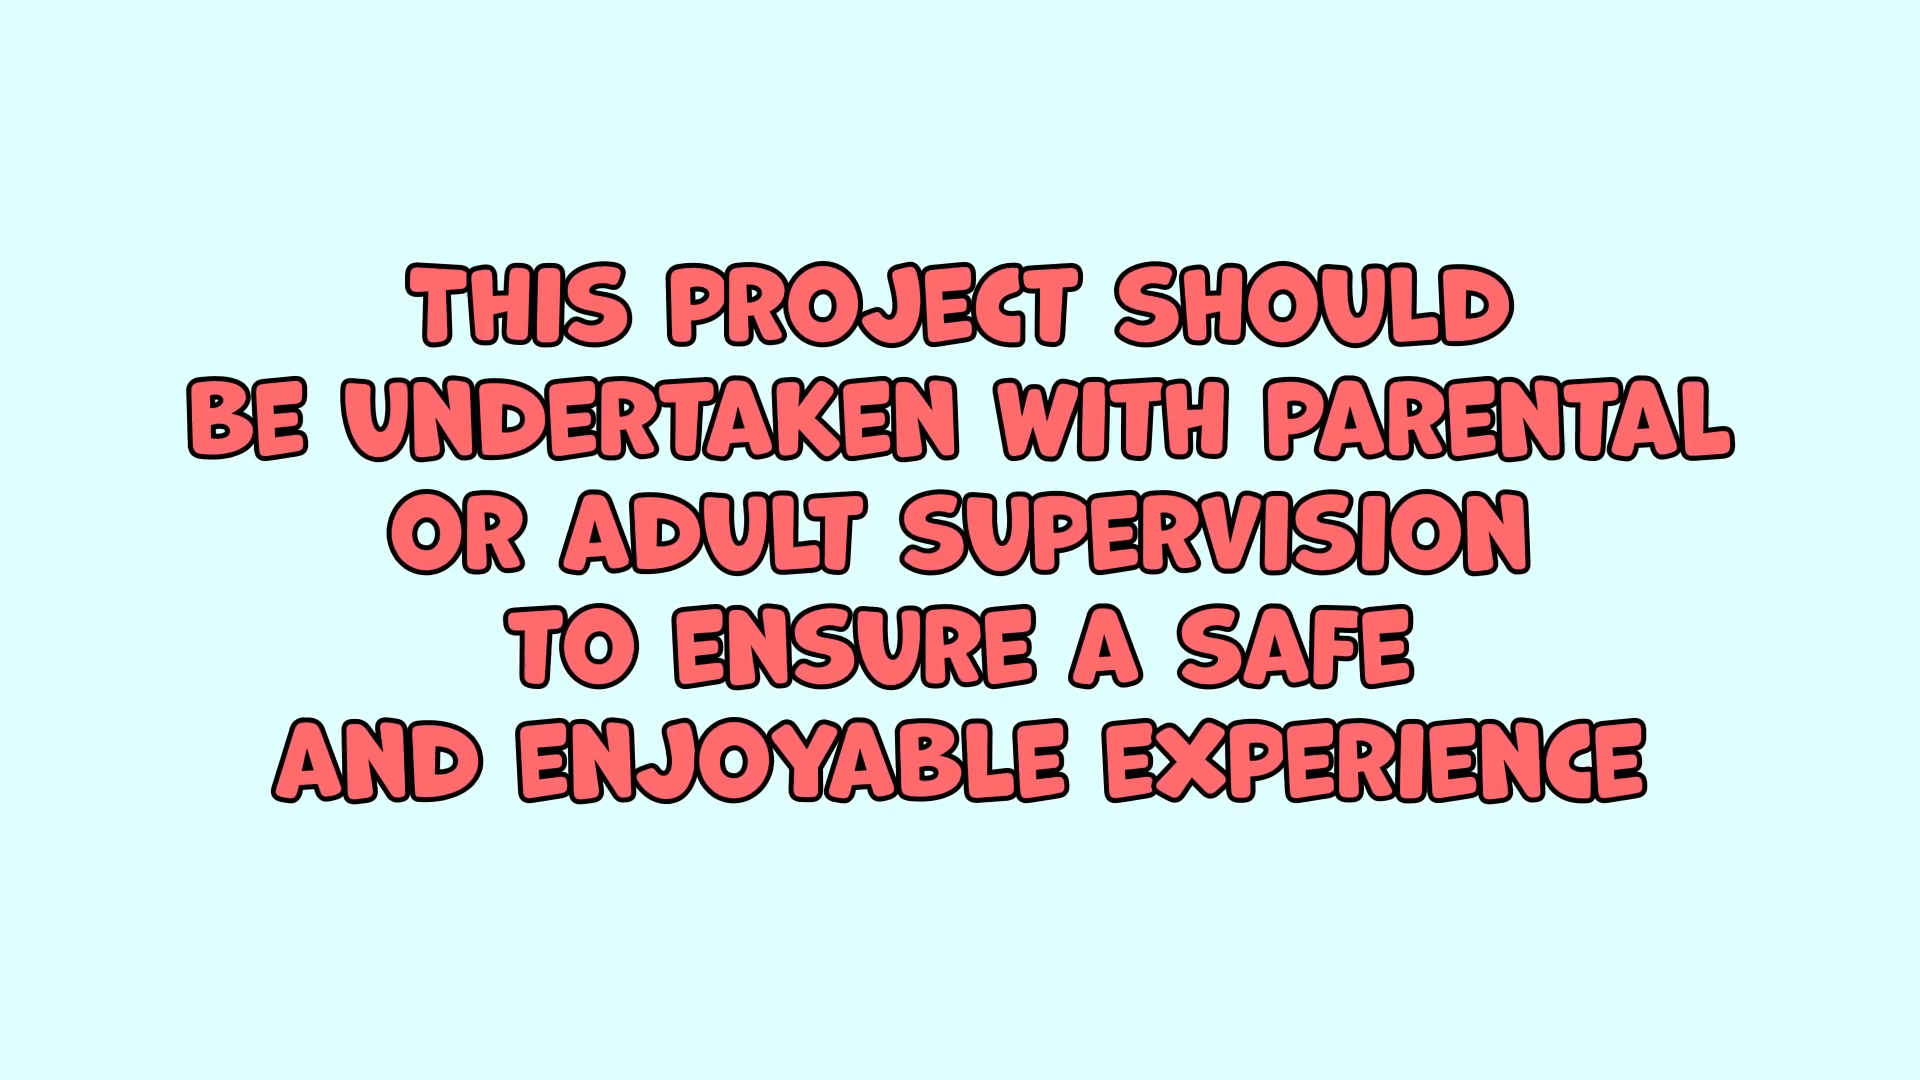 THIS PROJECT SHOULD
BE UNDERTAKEN WITH PARENTAL
OR ADULT SUPERVISION
TO ENSURE A SAFE
AND ENJOYABLE EXPERIENCE